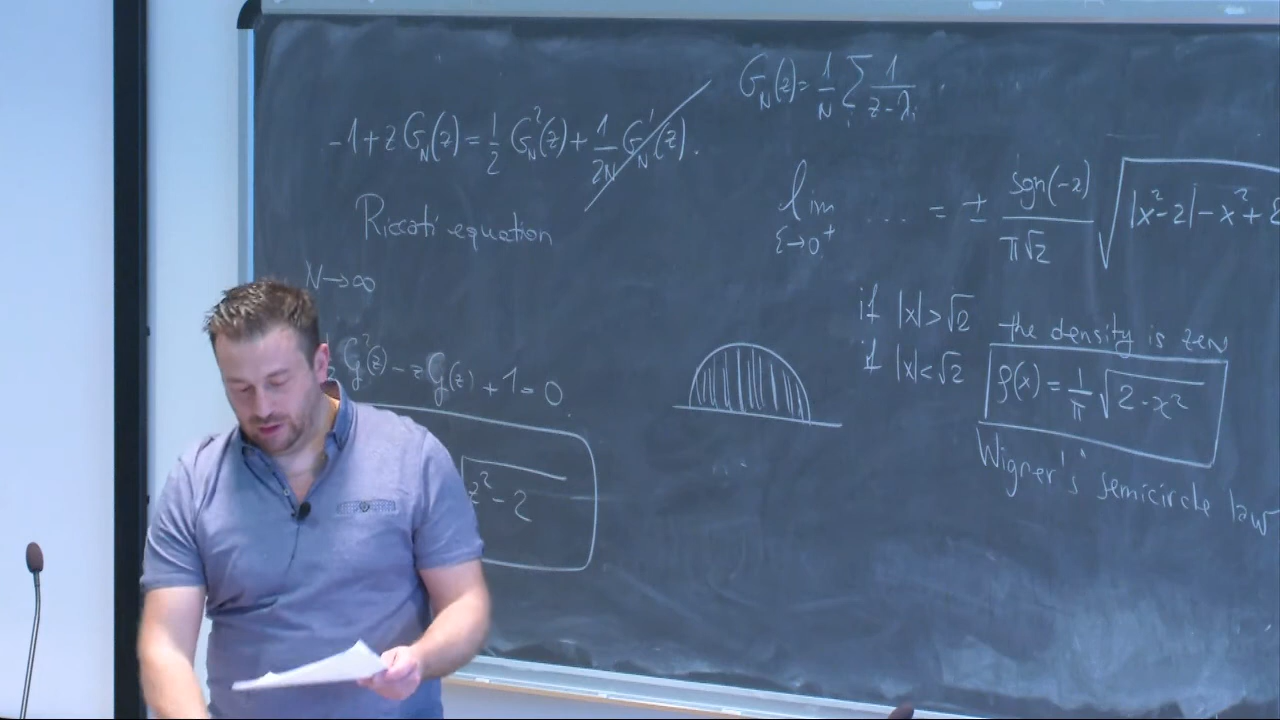 G_N(z) = 1/N Σ_i 1/(z-λ_i)
-1 + z G_N(z) = 1/2 G_N^2(z) + 1/2N G_N'(z).
Riccati equation
N→∞
G^2(z) - z G(z) + 1 = 0.
z^2 - 2
lim ε→0^+ .... = ± sgn(-x)/π√2 √|x^2-2|-x^2+
if |x|>√2 the density is zero
if |x|<√2 ρ(x) = 1/π √2-x^2
Wigner's semicircle law